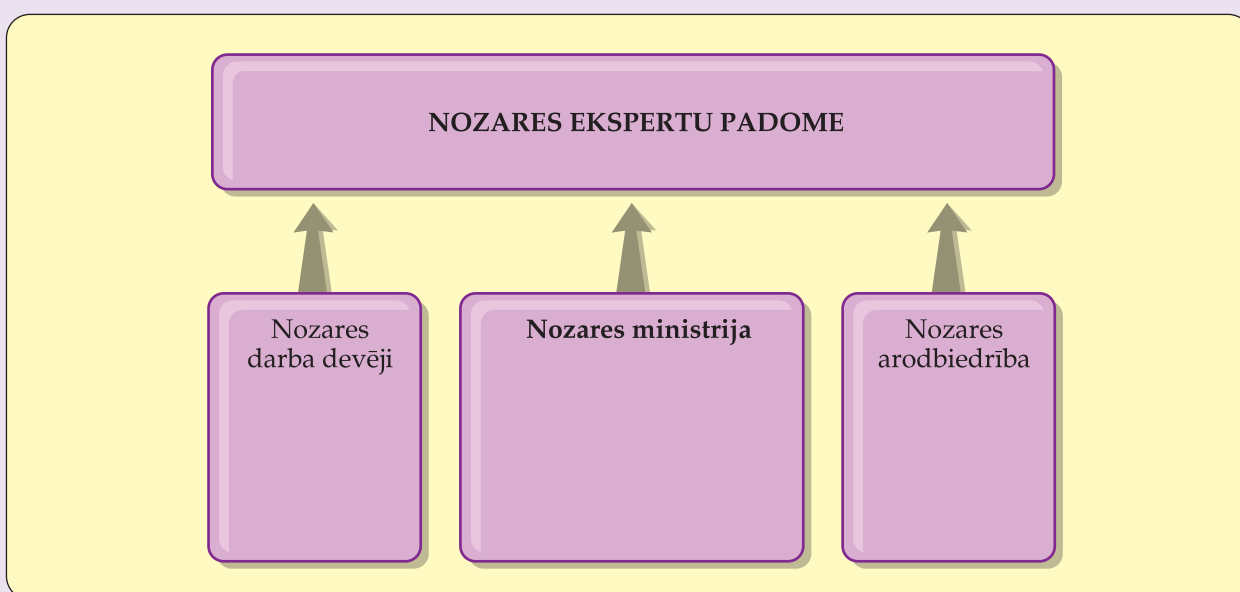 NOZARES EKSPERTU PADOME
Nozares
darba devēji
Nozares ministrija
Nozares
arodbiedrība